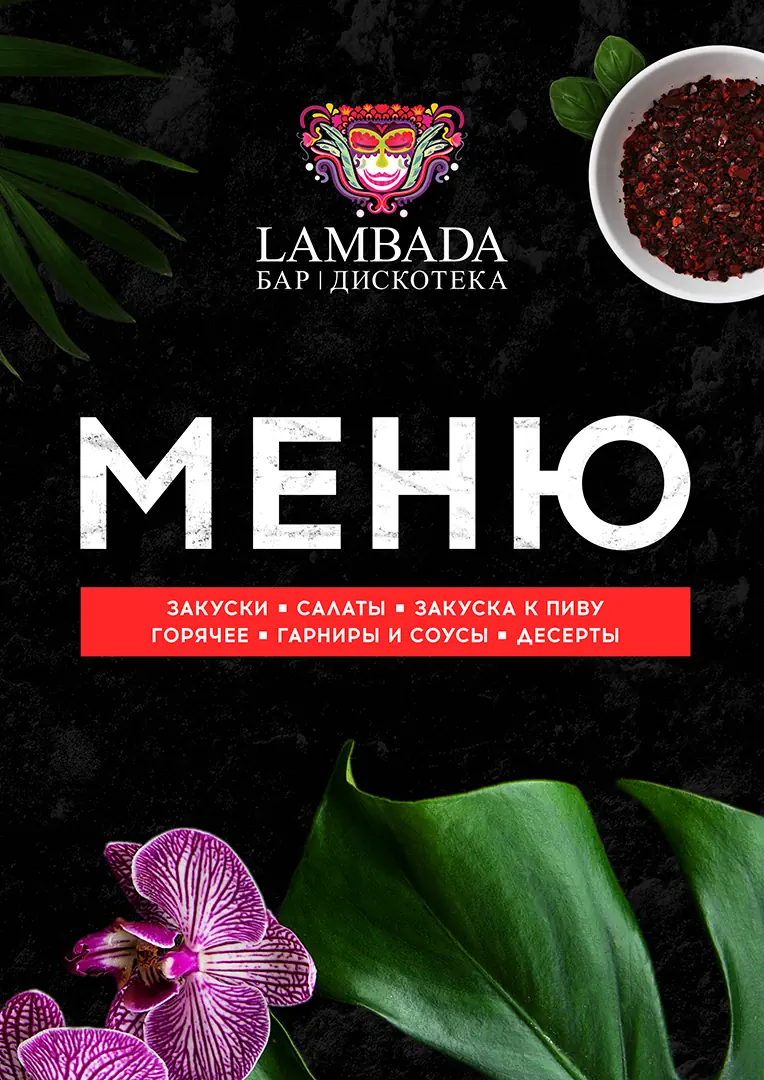 LAMBADA
БАР | ДИСКОТЕКА
МЕНЮ
ЗАКУСКИ ▪ САЛАТЫ ▪ ЗАКУСКА К ПИВУ
ГОРЯЧЕЕ ▪ ГАРНИРЫ И СОУСЫ ▪ ДЕСЕРТЫ